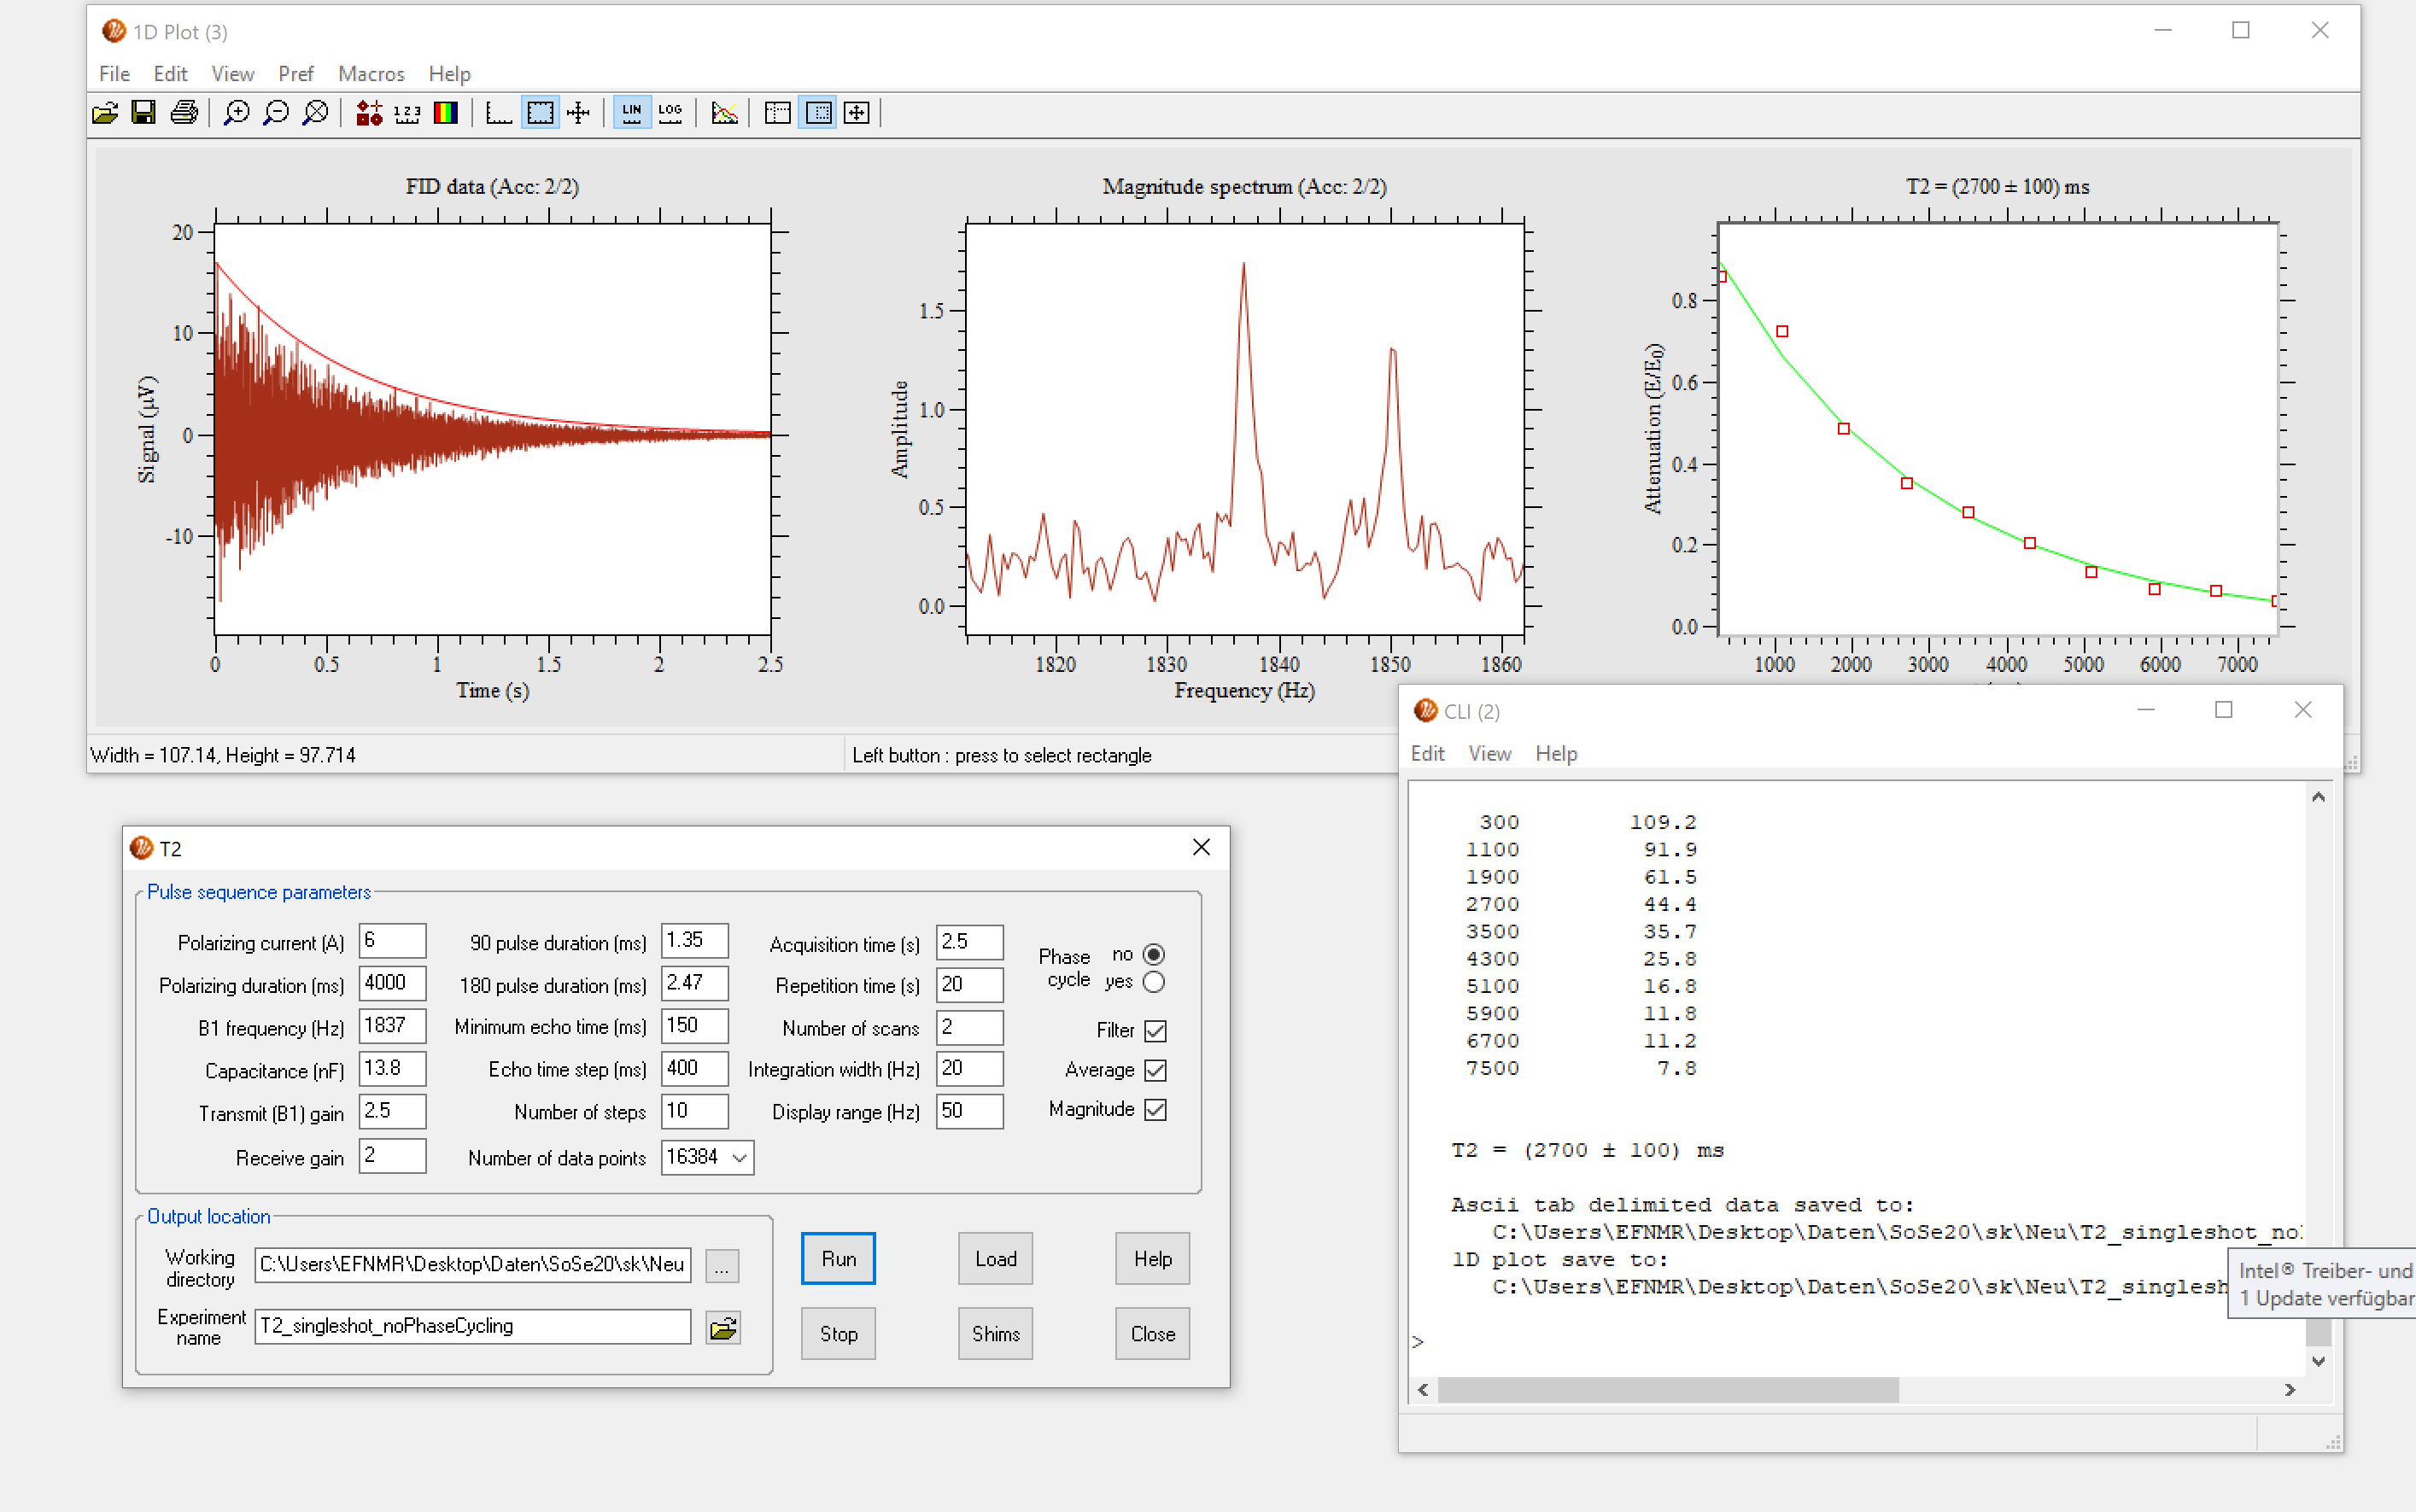 1D Plot (3)
File Edit View Pref Macros Help
1 2 3
LIN LOG
FID data (Acc: 2/2)
20
10
0
-10
Signal (µV)
0 0.5 1 1.5 2 2.5
Time (s)
Magnitude spectrum (Acc: 2/2)
1.5
1.0
0.5
0.0
Amplitude
1820 1830 1840 1850 1860
Frequency (Hz)
T2 = (2700 ± 100) ms
0.8
0.6
0.4
0.2
0.0
Attenuation (E/E0)
1000 2000 3000 4000 5000 6000 7000
Width = 107.14, Height = 97.714
Left button : press to select rectangle
T2
Pulse sequence parameters
Polarizing current (A) 6
Polarizing duration (ms) 4000
B1 frequency (Hz) 1837
Capacitance (nF) 13.8
Transmit (B1) gain 2.5
Receive gain 2
90 pulse duration (ms) 1.35
180 pulse duration (ms) 2.47
Minimum echo time (ms) 150
Echo time step (ms) 400
Number of steps 10
Number of data points 16384
Acquisition time (s) 2.5
Repetition time (s) 20
Number of scans 2
Integration width (Hz) 20
Display range (Hz) 50
Phase cycle
no
yes
Filter
Average
Magnitude
Output location
Working directory C:\Users\EFNMR\Desktop\Daten\SoSe20\sk\Neu ...
Experiment name T2_singleshot_noPhaseCycling
Run Load Help
Stop Shims Close
CLI (2)
Edit View Help
300 109.2
1100 91.9
1900 61.5
2700 44.4
3500 35.7
4300 25.8
5100 16.8
5900 11.8
6700 11.2
7500 7.8
T2 = (2700 ± 100) ms
Ascii tab delimited data saved to:
C:\Users\EFNMR\Desktop\Daten\SoSe20\sk\Neu\T2_singleshot_no
1D plot save to:
C:\Users\EFNMR\Desktop\Daten\SoSe20\sk\Neu\T2_singlesh
>
Intel® Treiber- und
1 Update verfügbar